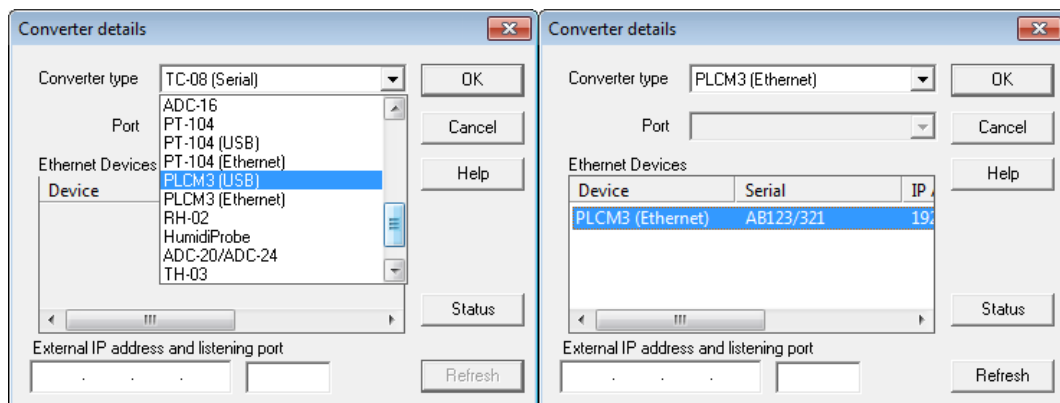 Converter details
Converter type TC-08 (Serial) OK
ADC-16
PT-104
Port Cancel
PT-104 (USB)
Ethernet Devices PT-104 (Ethernet)
Help
Device PLCM3 (USB)
PLCM3 (Ethernet)
RH-02
HumidiProbe
ADC-20/ADC-24
TH-03
Status
External IP address and listening port
. . .
Refresh
Converter details
Converter type PLCM3 (Ethernet) OK
Port Cancel
Ethernet Devices
Help
Device Serial IP
PLCM3 (Ethernet) AB123/321 192
Status
External IP address and listening port
. . .
Refresh